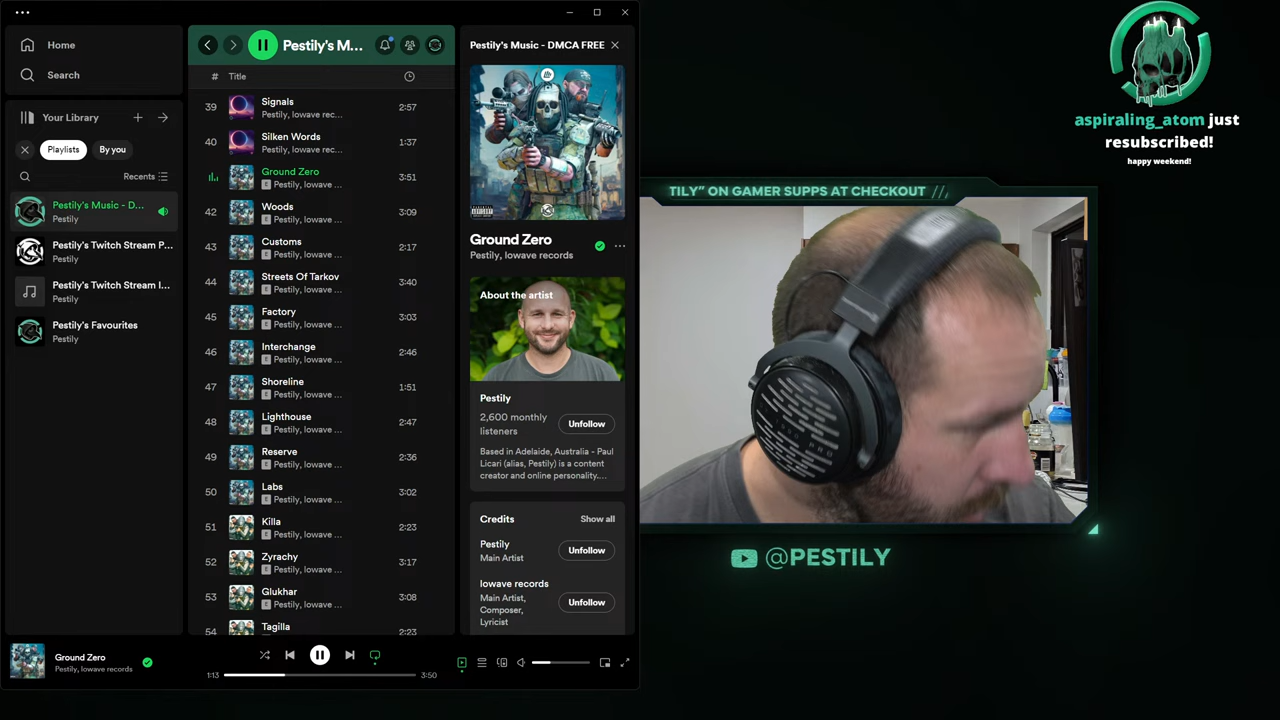 Home
Search
Your Library
Playlists
By you
Recents
Pestily's Music - D...
Pestily
Pestily's Twitch Stream P...
Pestily
Pestily's Twitch Stream I...
Pestily
Pestily's Favourites
Pestily
Pestily's M...
# Title
39 Signals 2:57
Pestily, lowave rec...
40 Silken Words 1:37
Pestily, lowave rec...
Ground Zero 3:51
E Pestily, lowave ...
42 Woods 3:09
E Pestily, lowave ...
43 Customs 2:17
E Pestily, lowave ...
44 Streets Of Tarkov 3:40
E Pestily, lowave ...
45 Factory 3:03
E Pestily, lowave ...
46 Interchange 2:46
E Pestily, lowave ...
47 Shoreline 1:51
E Pestily, lowave ...
48 Lighthouse 2:47
E Pestily, lowave ...
49 Reserve 2:36
E Pestily, lowave ...
50 Labs 3:02
E Pestily, lowave ...
51 Killa 2:23
E Pestily, lowave ...
52 Zyrachy 3:17
E Pestily, lowave ...
53 Glukhar 3:08
E Pestily, lowave ...
54 Tagilla 2:23
Pestily's Music - DMCA FREE
Ground Zero
Pestily, lowave records
About the artist
Pestily
2,600 monthly
listeners
Unfollow
Based in Adelaide, Australia - Paul
Licari (alias, Pestily) is a content
creator and online personality....
Credits Show all
Pestily
Main Artist
Unfollow
lowave records
Main Artist,
Composer,
Lyricist
Unfollow
Ground Zero
Pestily, lowave records
1:13 3:50
aspiraling_atom just
resubscribed!
happy weekend!
TILY" ON GAMER SUPPS AT CHECKOUT ///
@PESTILY